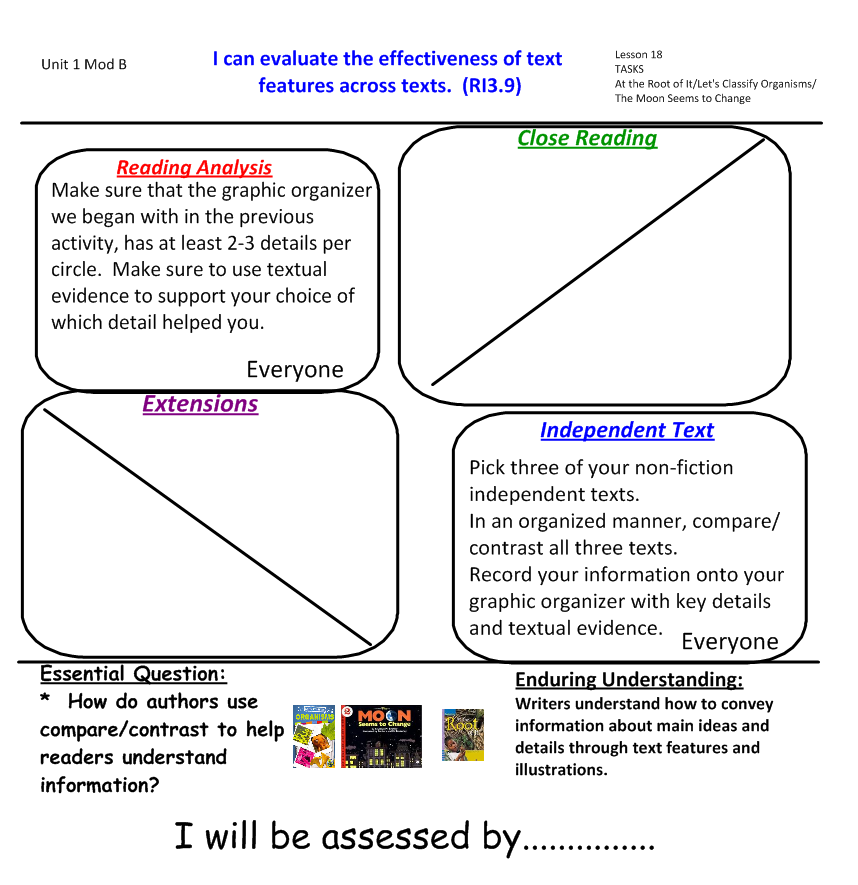 Unit 1 Mod B
I can evaluate the effectiveness of text
features across texts.  (RI3.9)
Lesson 18
TASKS
At the Root of It/Let's Classify Organisms/
The Moon Seems to Change
Reading Analysis
Make sure that the graphic organizer
we began with in the previous
activity, has at least 2-3 details per
circle.  Make sure to use textual
evidence to support your choice of
which detail helped you.
Everyone
Close Reading
Extensions
Independent Text
Pick three of your non-fiction
independent texts.
In an organized manner, compare/
contrast all three texts.
Record your information onto your
graphic organizer with key details
and textual evidence.
Everyone
Essential Question:
*  How do authors use
compare/contrast to help
readers understand
information?
ORGANISMS
MOON
Seems to Change
Root
Enduring Understanding:
Writers understand how to convey
information about main ideas and
details through text features and
illustrations.
I will be assessed by...............